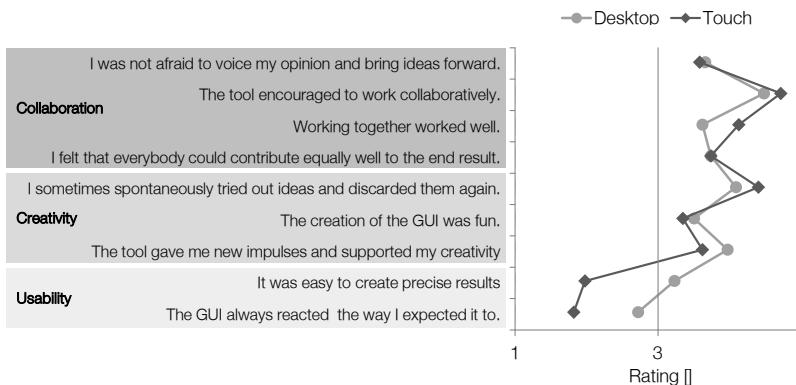 Desktop Touch
I was not afraid to voice my opinion and bring ideas forward.
The tool encouraged to work collaboratively.
Collaboration
Working together worked well.
I felt that everybody could contribute equally well to the end result.
I sometimes spontaneously tried out ideas and discarded them again.
Creativity
The creation of the GUI was fun.
The tool gave me new impulses and supported my creativity
It was easy to create precise results
Usability
The GUI always reacted the way I expected it to.
1 3
Rating []